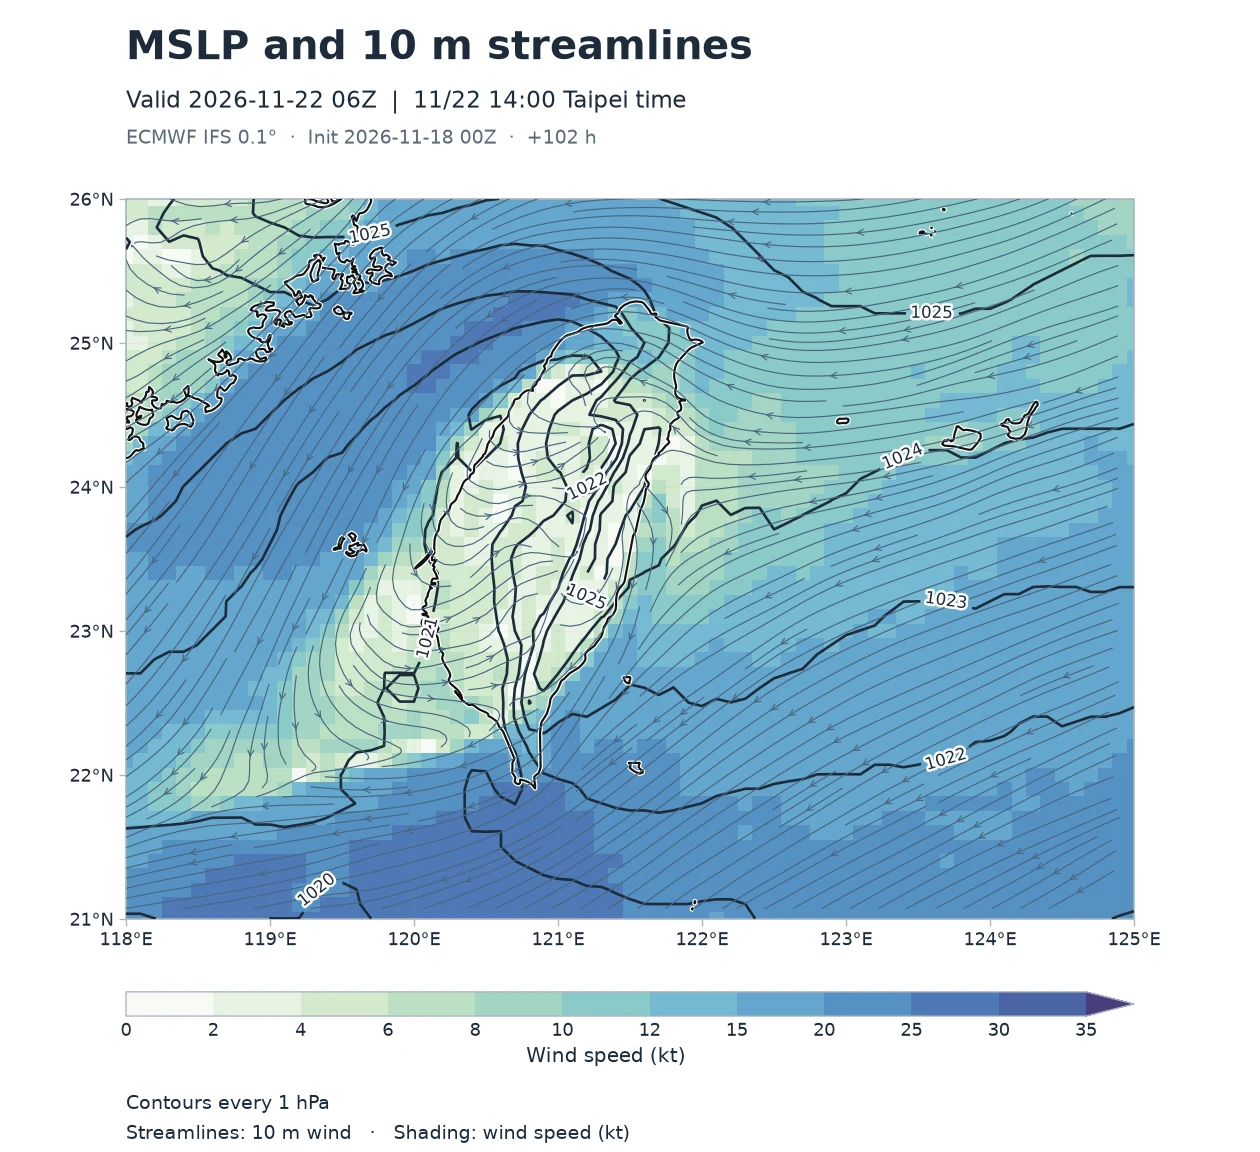 MSLP and 10 m streamlines
Valid 2026-11-22 06Z | 11/22 14:00 Taipei time
ECMWF IFS 0.1° · Init 2026-11-18 00Z · +102 h
26°N
25°N
24°N
23°N
22°N
21°N
1025
1025
1024
1022
1025
1023
1021
1022
1020
118°E 119°E 120°E 121°E 122°E 123°E 124°E 125°E
0 2 4 6 8 10 12 15 20 25 30 35
Wind speed (kt)
Contours every 1 hPa
Streamlines: 10 m wind · Shading: wind speed (kt)